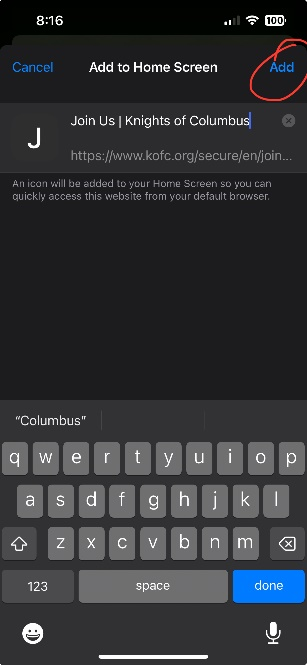 8:16
100
Cancel
Add to Home Screen
Add
J
Join Us | Knights of Columbus
https://www.kofc.org/secure/en/join...
An icon will be added to your Home Screen so you can
quickly access this website from your default browser.
“Columbus”
q w e r t y u i o p
a s d f g h j k l
z x c v b n m
123 space done